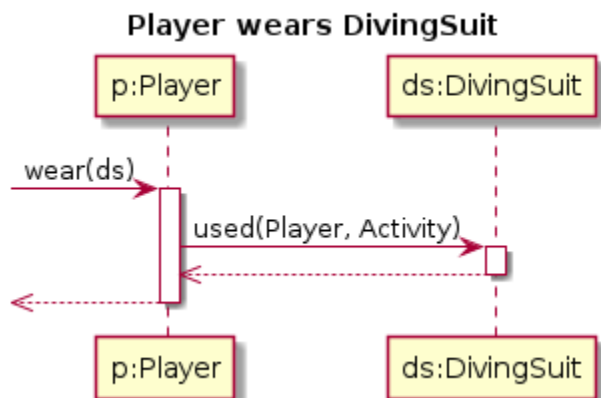 Player wears DivingSuit
p:Player
ds:DivingSuit
wear(ds)
used(Player, Activity)
p:Player
ds:DivingSuit